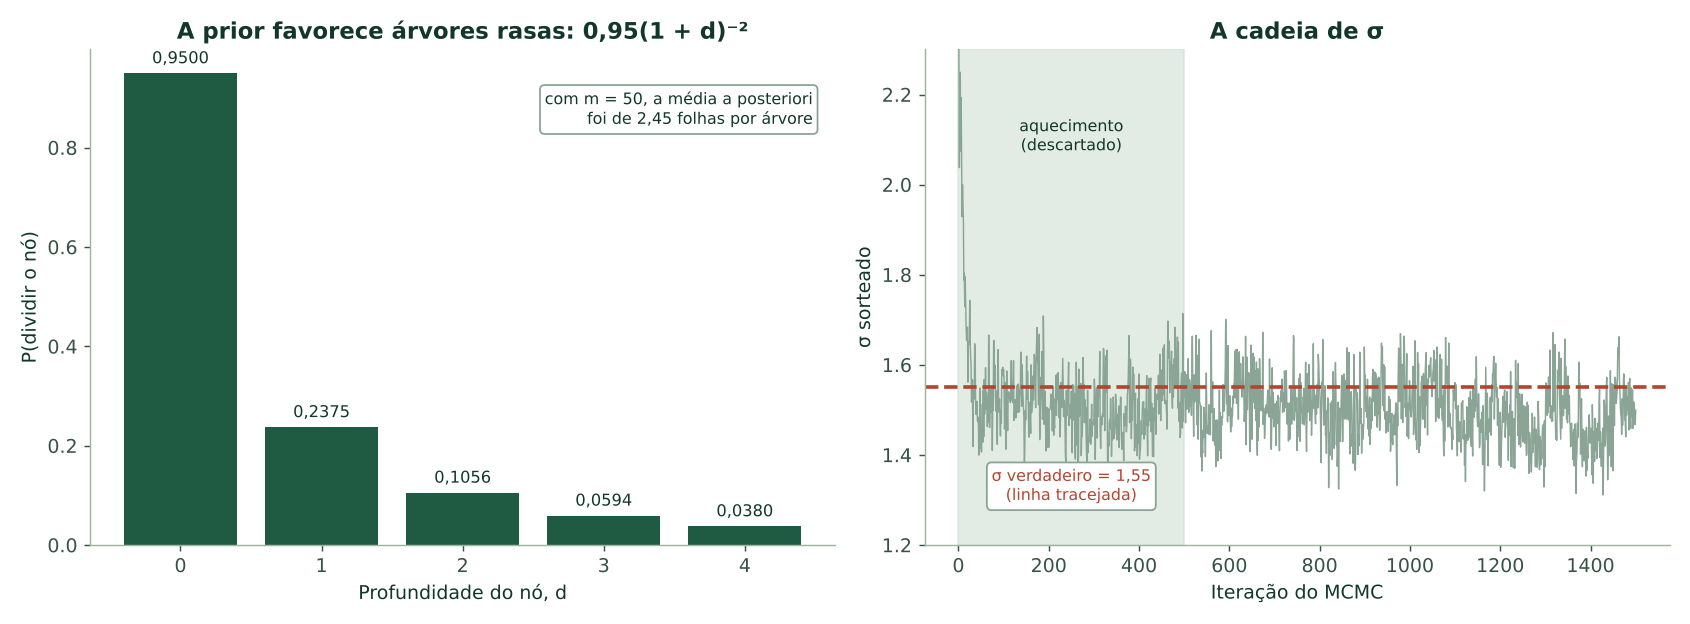 A prior favorece árvores rasas: 0,95(1 + d)⁻²
0,9500
com m = 50, a média a posteriori
foi de 2,45 folhas por árvore
0.8
0.6
0.4
0.2
0.0
P(dividir o nó)
0,2375
0,1056
0,0594
0,0380
0 1 2 3 4
Profundidade do nó, d
A cadeia de σ
2.2
2.0
1.8
1.6
1.4
1.2
σ sorteado
aquecimento
(descartado)
σ verdadeiro = 1,55
(linha tracejada)
0 200 400 600 800 1000 1200 1400
Iteração do MCMC